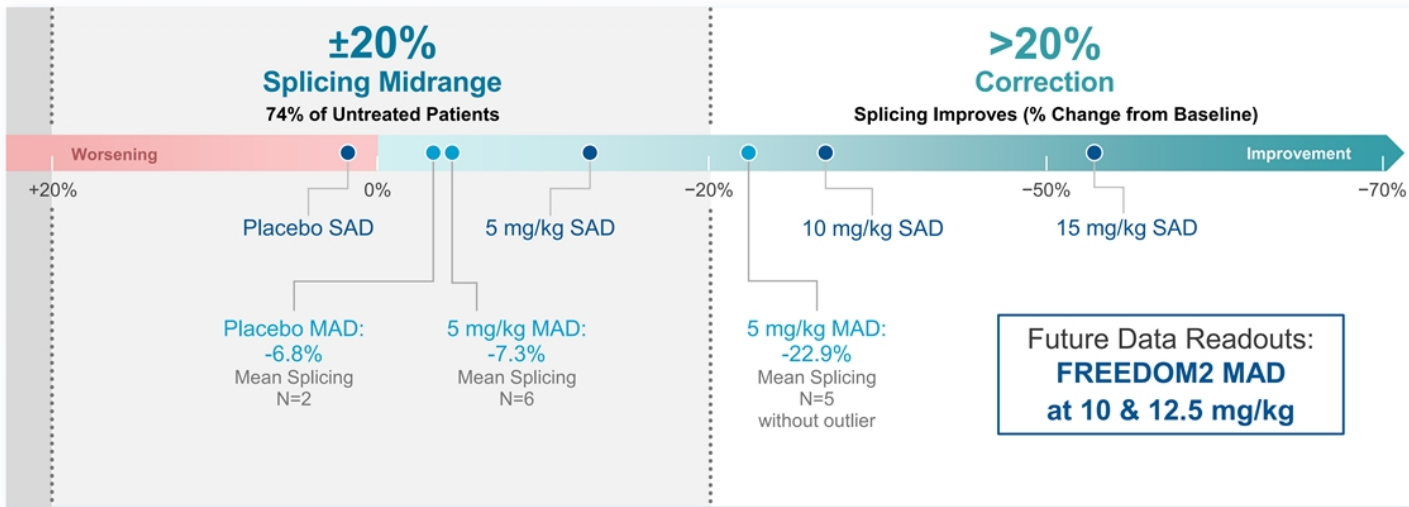 ±20%
Splicing Midrange
74% of Untreated Patients
>20%
Correction
Splicing Improves (% Change from Baseline)
Worsening
Improvement
+20%
0%
−20%
−50%
−70%
Placebo SAD
5 mg/kg SAD
10 mg/kg SAD
15 mg/kg SAD
Placebo MAD:
-6.8%
Mean Splicing
N=2
5 mg/kg MAD:
-7.3%
Mean Splicing
N=6
5 mg/kg MAD:
-22.9%
Mean Splicing
N=5
without outlier
Future Data Readouts:
FREEDOM2 MAD
at 10 & 12.5 mg/kg